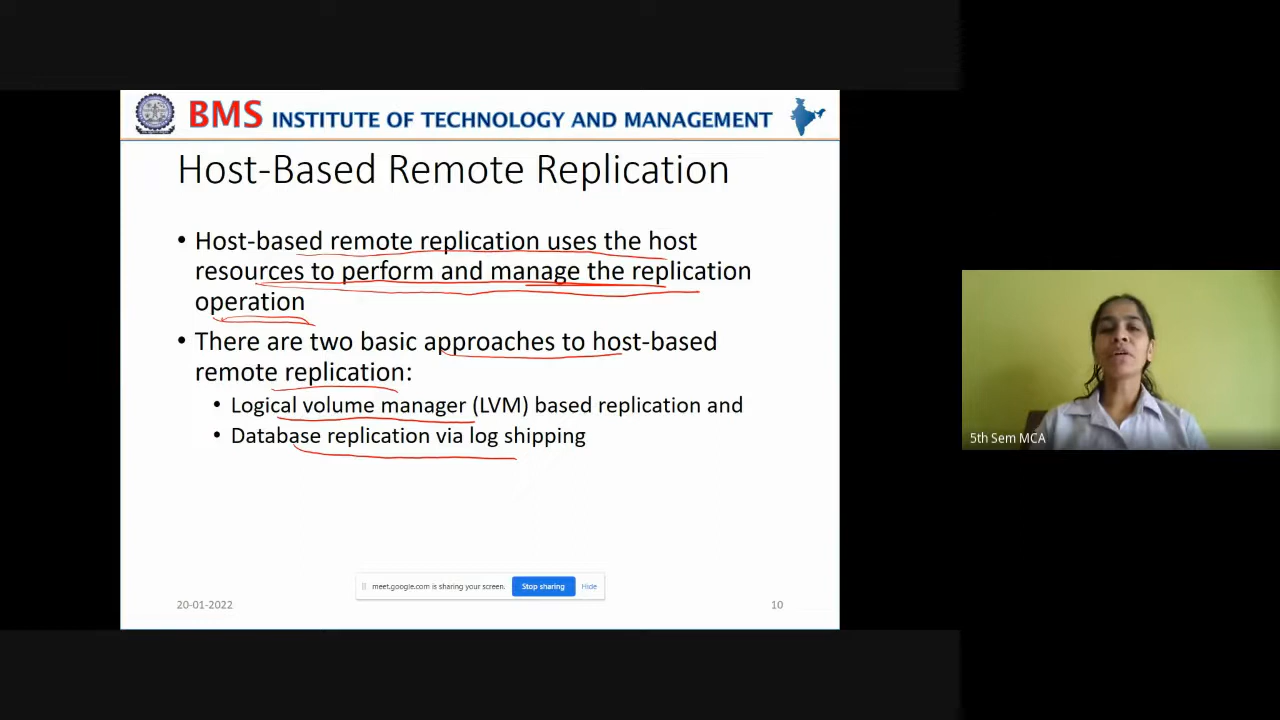 BMS INSTITUTE OF TECHNOLOGY AND MANAGEMENT
Host-Based Remote Replication
• Host-based remote replication uses the host
resources to perform and manage the replication
operation
• There are two basic approaches to host-based
remote replication:
• Logical volume manager (LVM) based replication and
• Database replication via log shipping
5th Sem MCA
meet.google.com is sharing your screen. Stop sharing Hide
20-01-2022 10